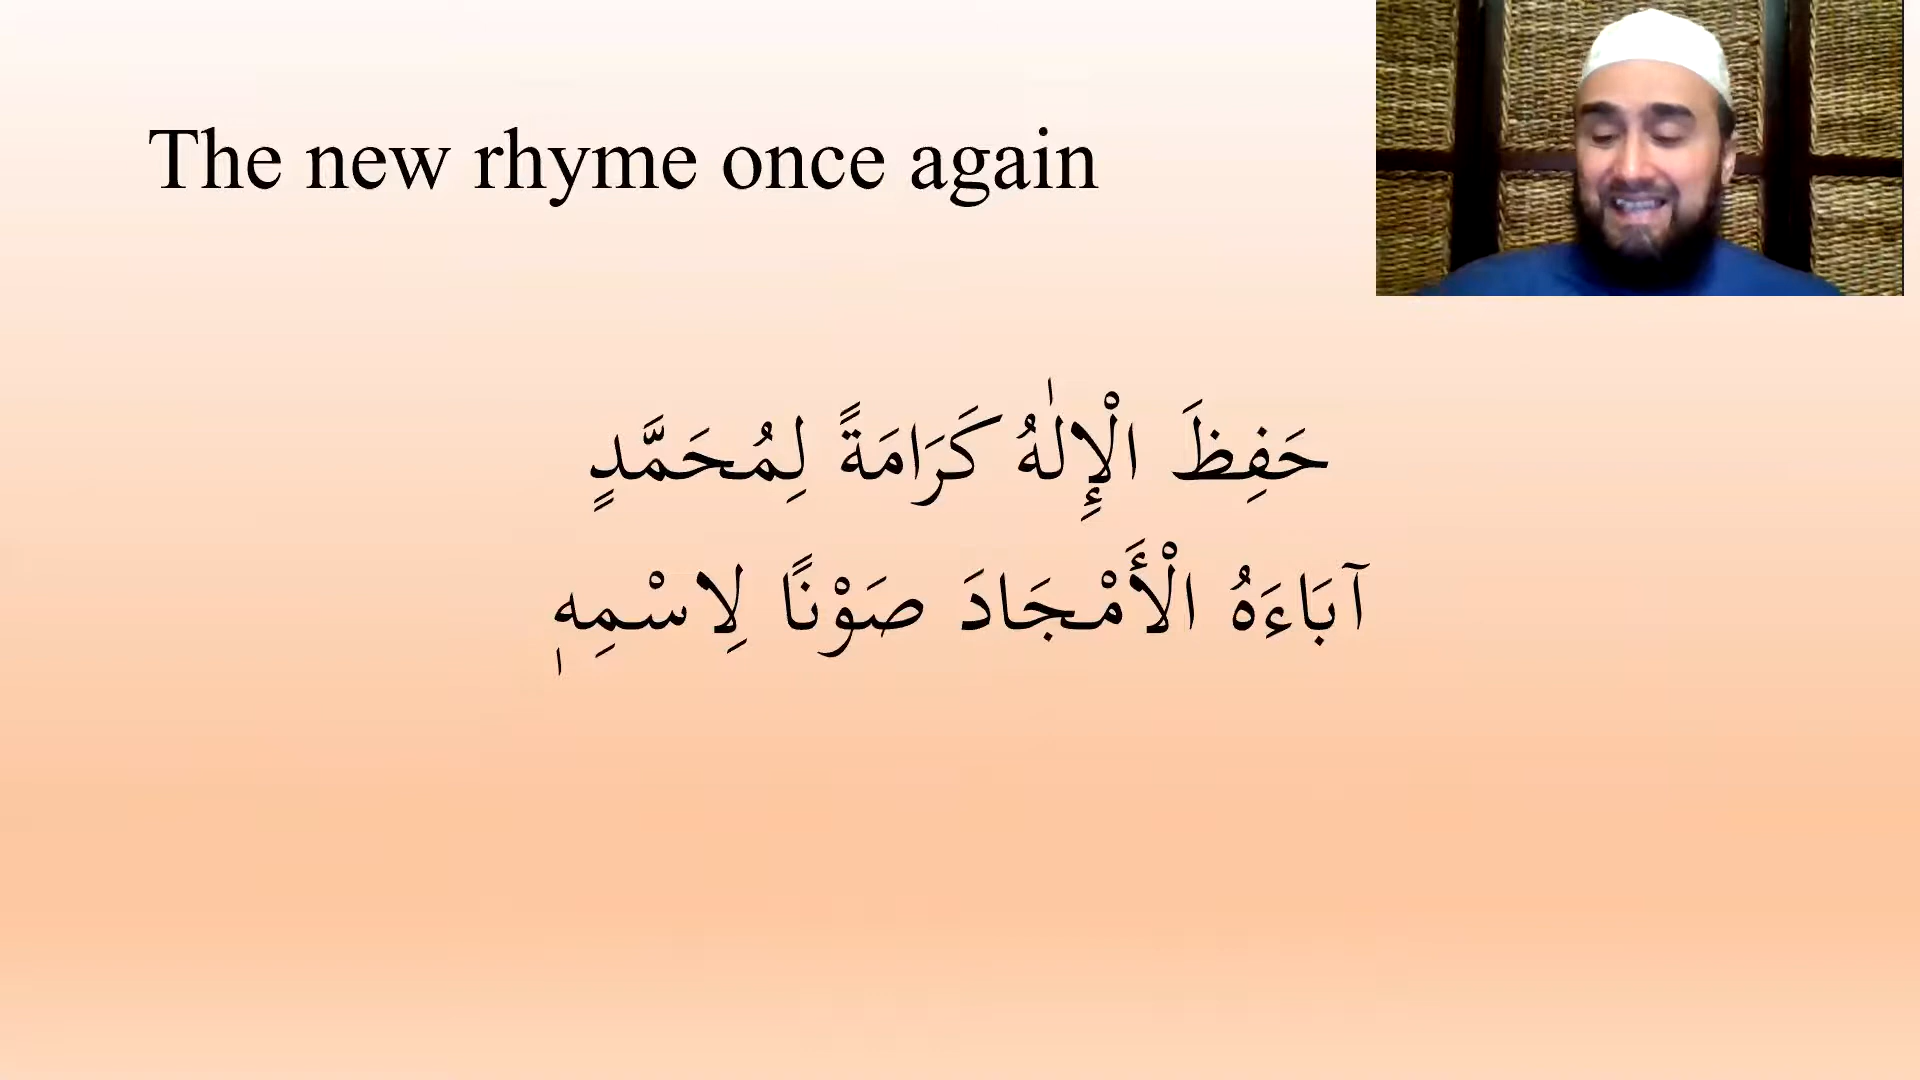 The new rhyme once again
حَفِظَ الْإِلٰهُ كَرَامَةً لِمُحَمَّدٍ
آبَاءَهُ الْأَمْجَادَ صَوْنًا لِاسْمِهٖ